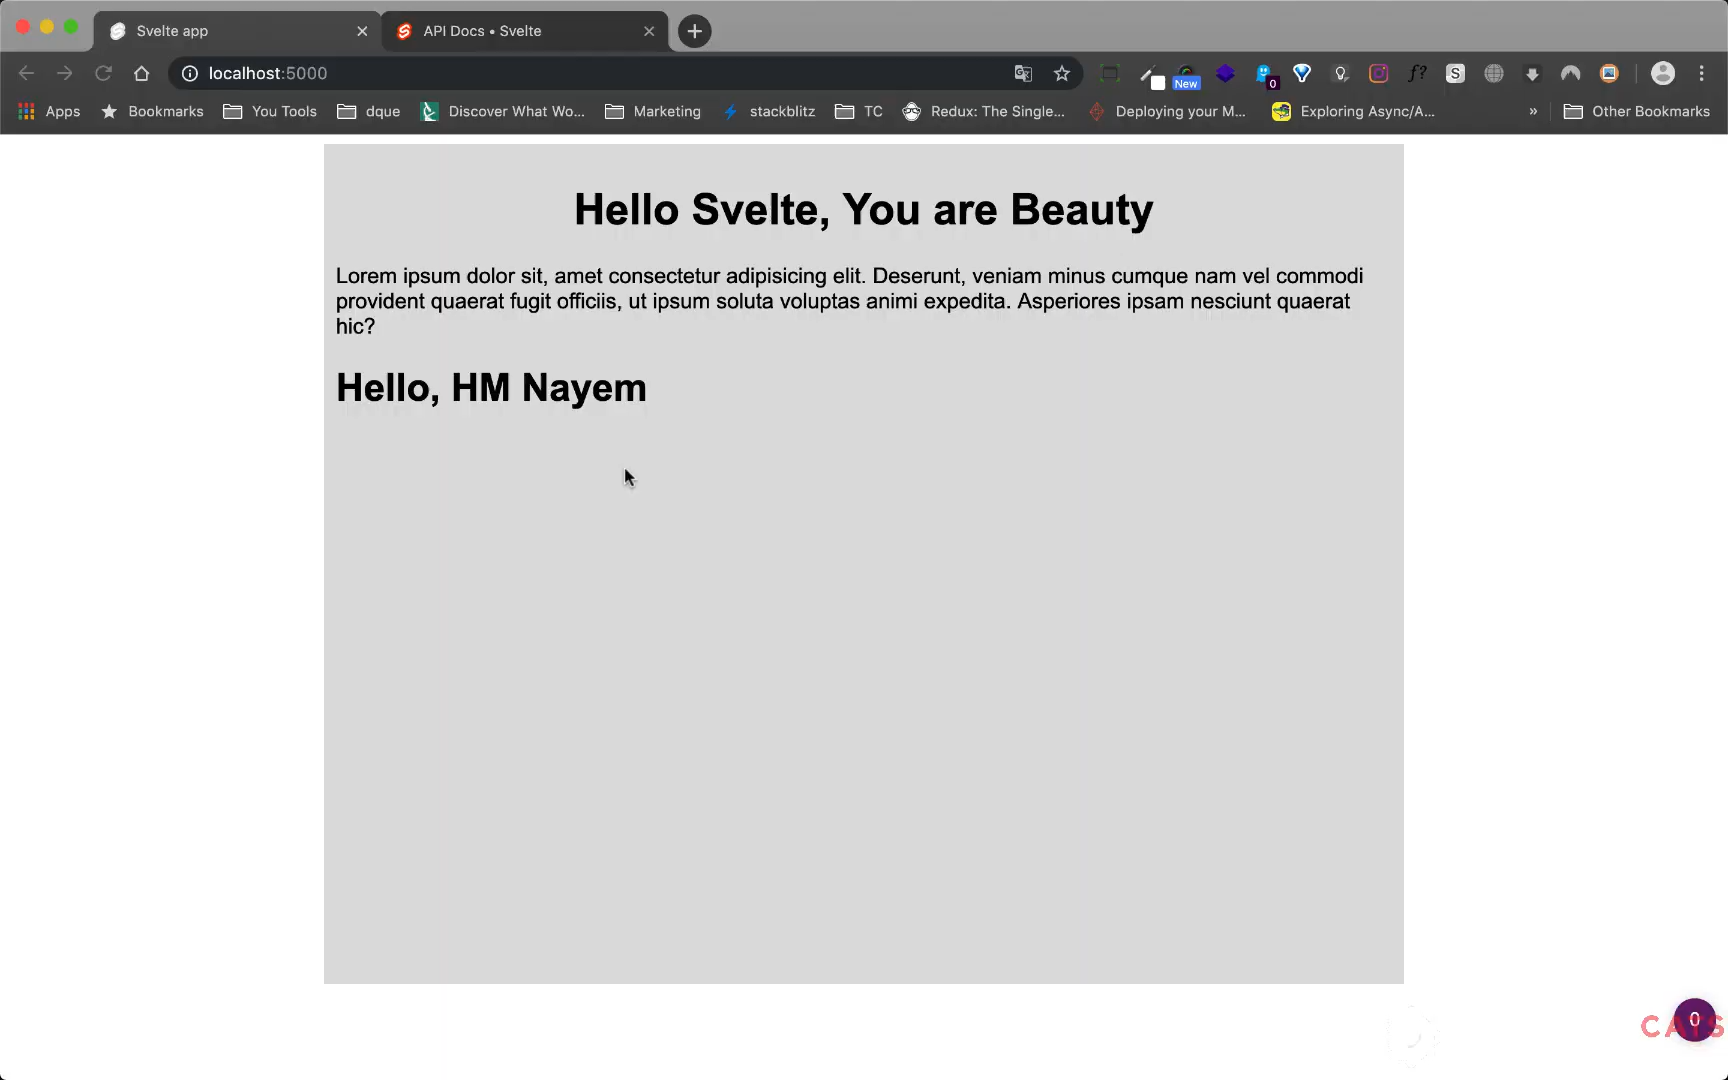 Svelte app
API Docs • Svelte
localhost:5000
New
0
f?
S
Apps
Bookmarks
You Tools
dque
Discover What Wo...
Marketing
stackblitz
TC
Redux: The Single...
Deploying your M...
Exploring Async/A...
»
Other Bookmarks
Hello Svelte, You are Beauty
Lorem ipsum dolor sit, amet consectetur adipisicing elit. Deserunt, veniam minus cumque nam vel commodi
provident quaerat fugit officiis, ut ipsum soluta voluptas animi expedita. Asperiores ipsam nesciunt quaerat
hic?
Hello, HM Nayem
CATS
0